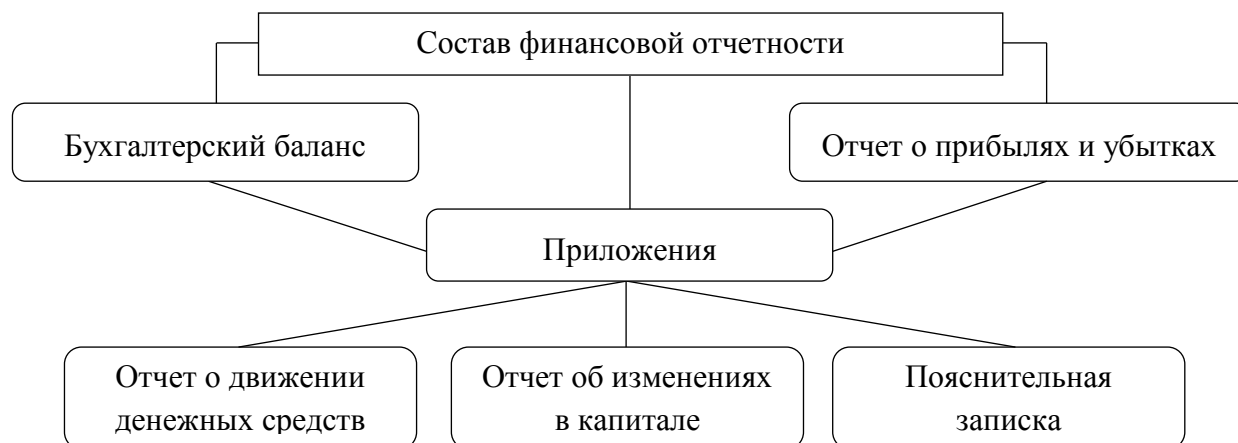 Состав финансовой отчетности
Бухгалтерский баланс
Отчет о прибылях и убытках
Приложения
Отчет о движении
денежных средств
Отчет об изменениях
в капитале
Пояснительная
записка